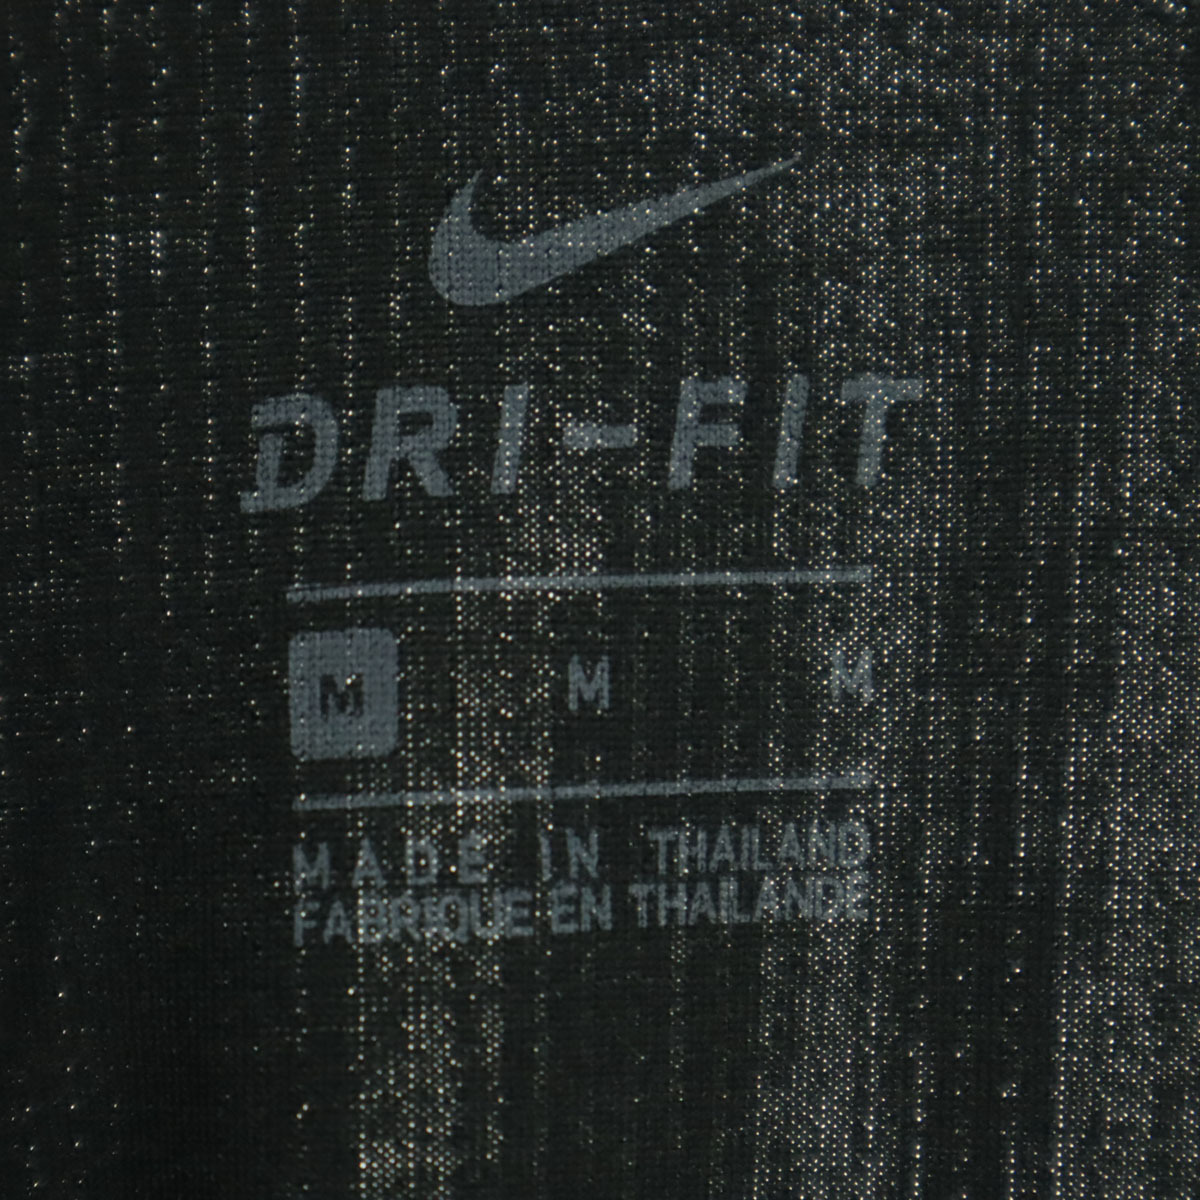 DRI-FIT
M M M
MADE IN THAILAND
FABRIQUE EN THAILANDE